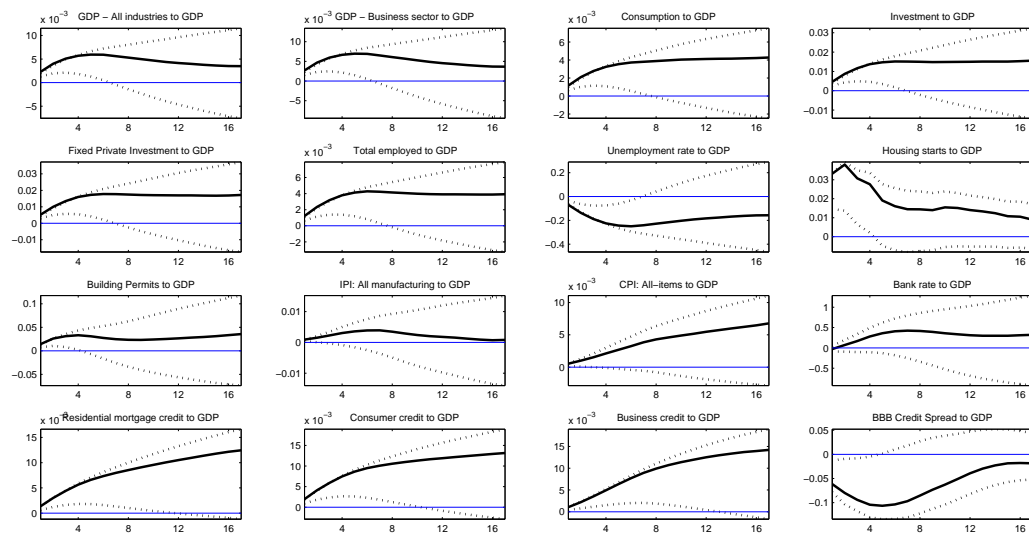 GDP − All industries to GDP
x 10−3
10
5
0
−5
4 8 12 16
GDP − Business sector to GDP
x 10−3
10
5
0
−5
4 8 12 16
Consumption to GDP
x 10−3
6
4
2
0
−2
4 8 12 16
Investment to GDP
0.03
0.02
0.01
0
−0.01
4 8 12 16
Fixed Private Investment to GDP
0.03
0.02
0.01
0
−0.01
4 8 12 16
Total employed to GDP
x 10−3
6
4
2
0
−2
4 8 12 16
Unemployment rate to GDP
0.2
0
−0.2
−0.4
4 8 12 16
Housing starts to GDP
0.03
0.02
0.01
0
4 8 12 16
Building Permits to GDP
0.1
0.05
0
−0.05
4 8 12 16
IPI: All manufacturing to GDP
0.01
0
−0.01
4 8 12 16
CPI: All−items to GDP
x 10−3
10
5
0
4 8 12 16
Bank rate to GDP
1
0.5
0
−0.5
4 8 12 16
Residential mortgage credit to GDP
x 10−3
15
10
5
0
4 8 12 16
Consumer credit to GDP
x 10−3
15
10
5
0
4 8 12 16
Business credit to GDP
x 10−3
15
10
5
0
4 8 12 16
BBB Credit Spread to GDP
0.05
0
−0.05
−0.1
4 8 12 16